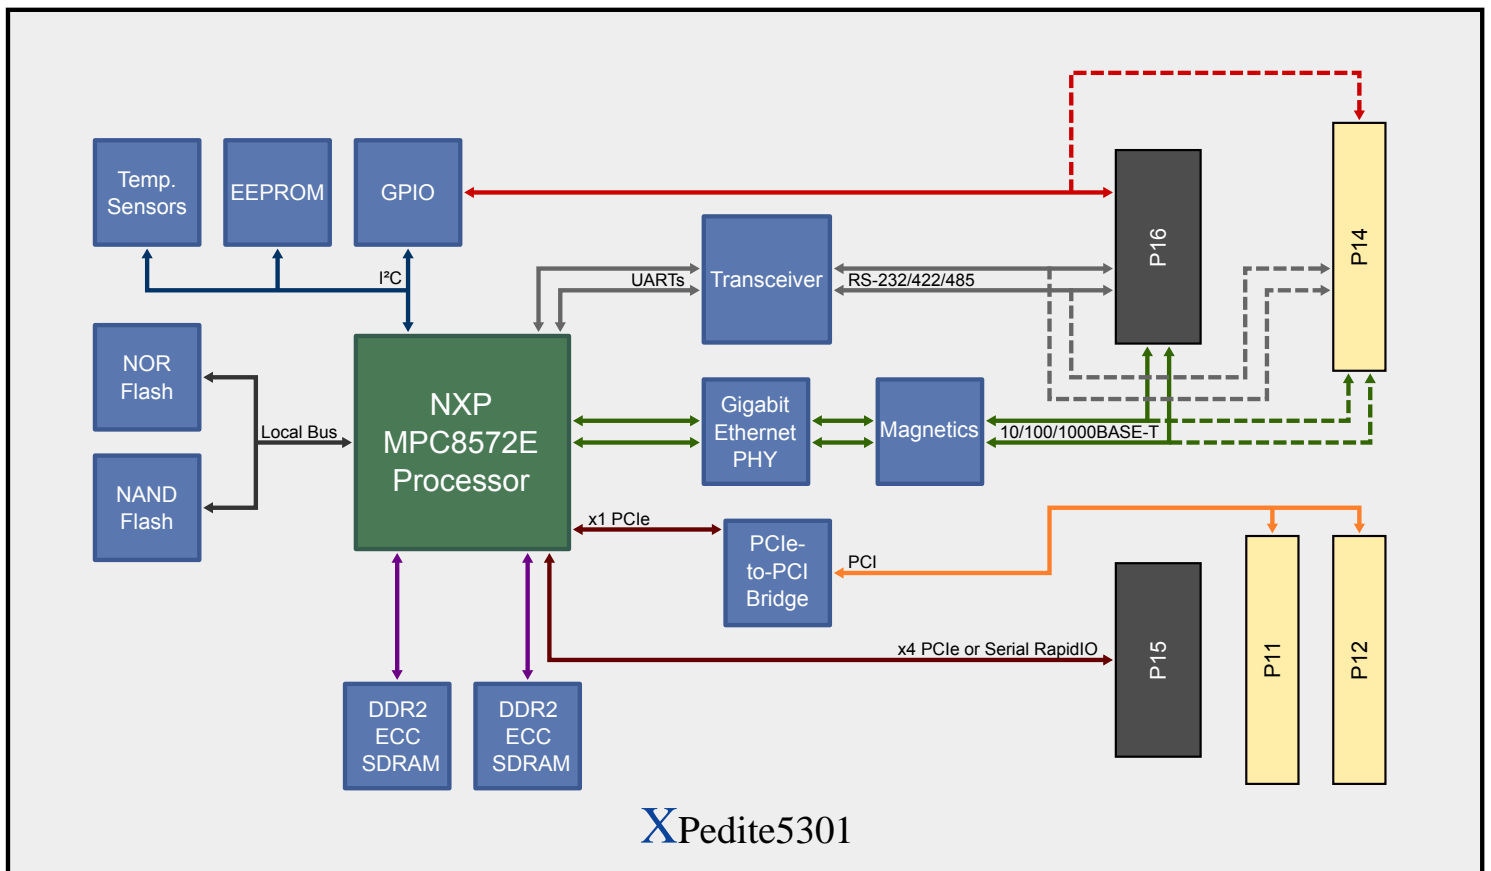 Temp.
Sensors
EEPROM
GPIO
I²C
P16
P14
UARTs
Transceiver
RS-232/422/485
NOR
Flash
Local Bus
NAND
Flash
NXP
MPC8572E
Processor
Gigabit
Ethernet
PHY
Magnetics
10/100/1000BASE-T
x1 PCIe
PCIe-
to-PCI
Bridge
PCI
x4 PCIe or Serial RapidIO
P15
P11
P12
DDR2
ECC
SDRAM
DDR2
ECC
SDRAM
XPedite5301